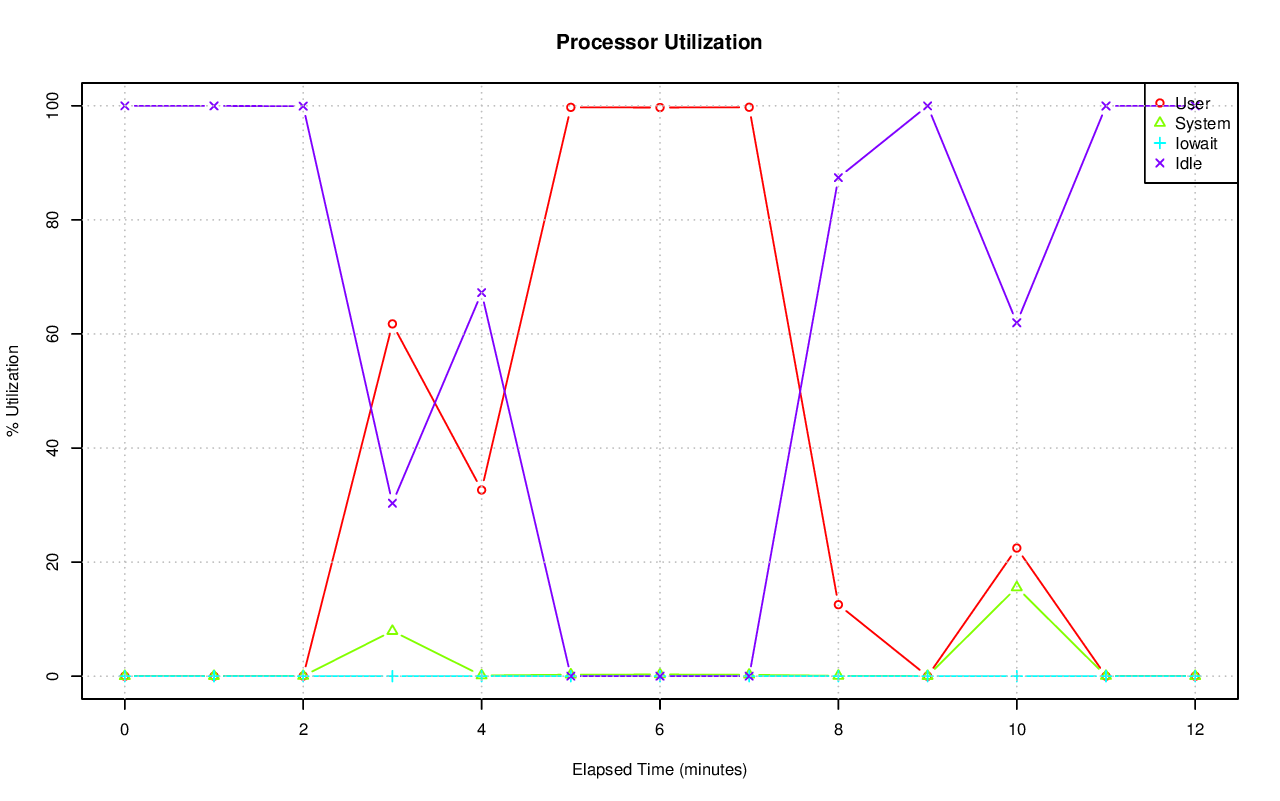 Processor Utilization
100
80
60
40
20
0
% Utilization
User
System
Iowait
Idle
0 2 4 6 8 10 12
Elapsed Time (minutes)